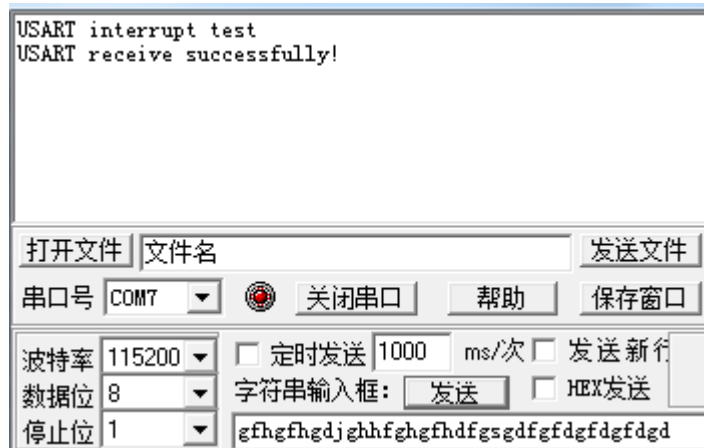 USART interrupt test
USART receive successfully!
打开文件 文件名 发送文件
串口号 COM7 关闭串口 帮助 保存窗口
波特率 115200 定时发送 1000 ms/次 发送新行
数据位 8 字符串输入框: 发送 HEX发送
停止位 1 gfhgfhgdjghhfghgfhdfgsgdfgfdgfdgfdgd